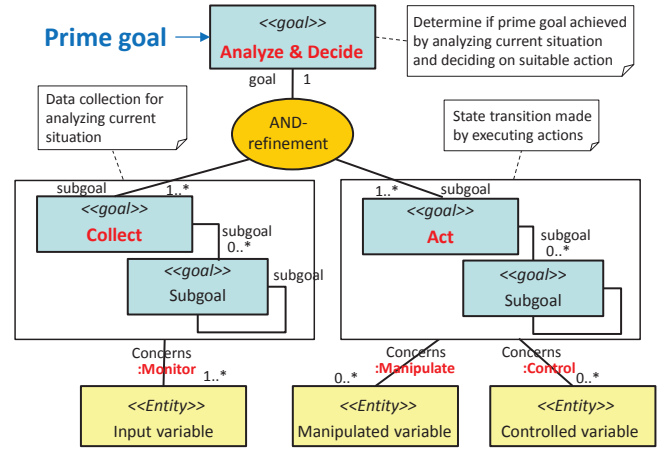 Prime goal
<<goal>>
Analyze & Decide
Determine if prime goal achieved
by analyzing current situation
and deciding on suitable action
goal 1
Data collection for
analyzing current
situation
AND-
refinement
State transition made
by executing actions
subgoal 1..*
<<goal>>
Collect
subgoal
0..*
<<goal>>
Subgoal
subgoal
1..* subgoal
<<goal>>
Act
subgoal
0..*
<<goal>>
Subgoal
Concerns
:Monitor
1..*
Concerns
:Manipulate
0..*
Concerns
:Control
0..*
<<Entity>>
Input variable
<<Entity>>
Manipulated variable
<<Entity>>
Controlled variable